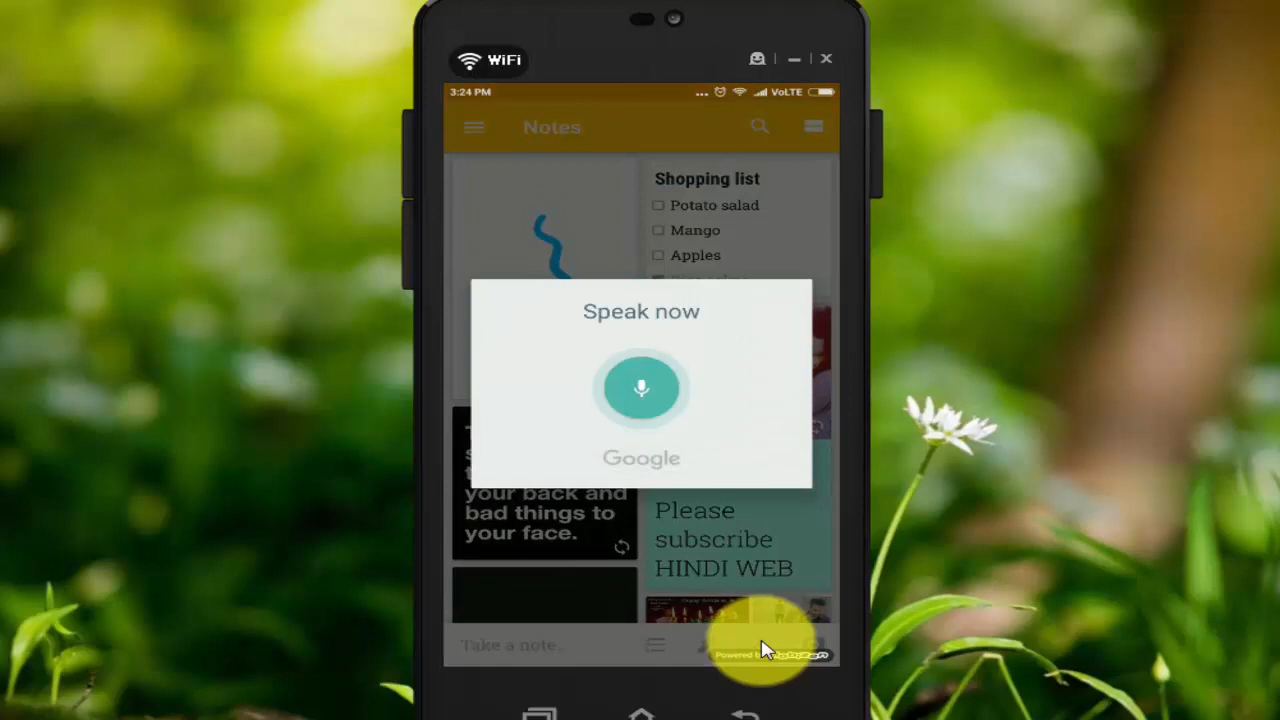 WiFi
3:24 PM
... VoLTE
Notes
Shopping list
Potato salad
Mango
Apples
Speak now
Google
your back and
bad things to
your face.
Please
subscribe
HINDI WEB
Take a note.
Powered